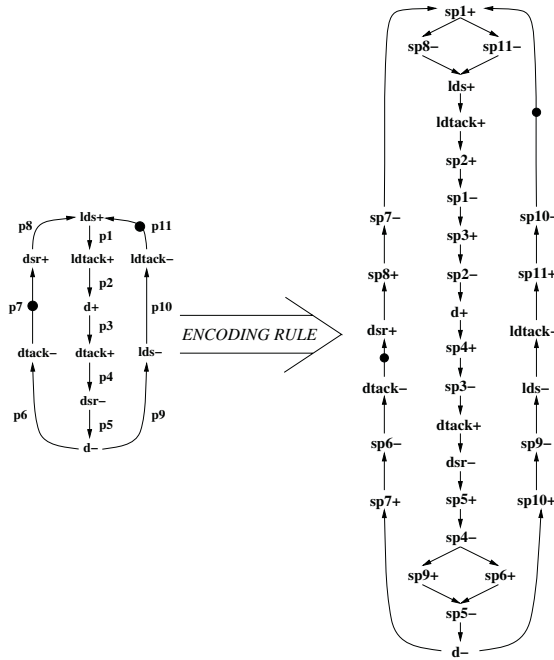 sp1+
sp8− sp11−
lds+
ldtack+
sp2+
sp1−
sp7− sp3+ sp10−
sp8+ sp2− sp11+
dsr+ d+ ldtack−
sp4+
dtack− sp3− lds−
dtack+
sp6− dsr− sp9−
sp7+ sp5+ sp10+
sp4−
sp9+ sp6+
sp5−
d−
lds+
p8 p1 p11
dsr+ ldtack+ ldtack−
p2
p7 d+ p10
p3
dtack− dtack+ lds−
p4
dsr−
p6 p5 p9
d−
ENCODING RULE